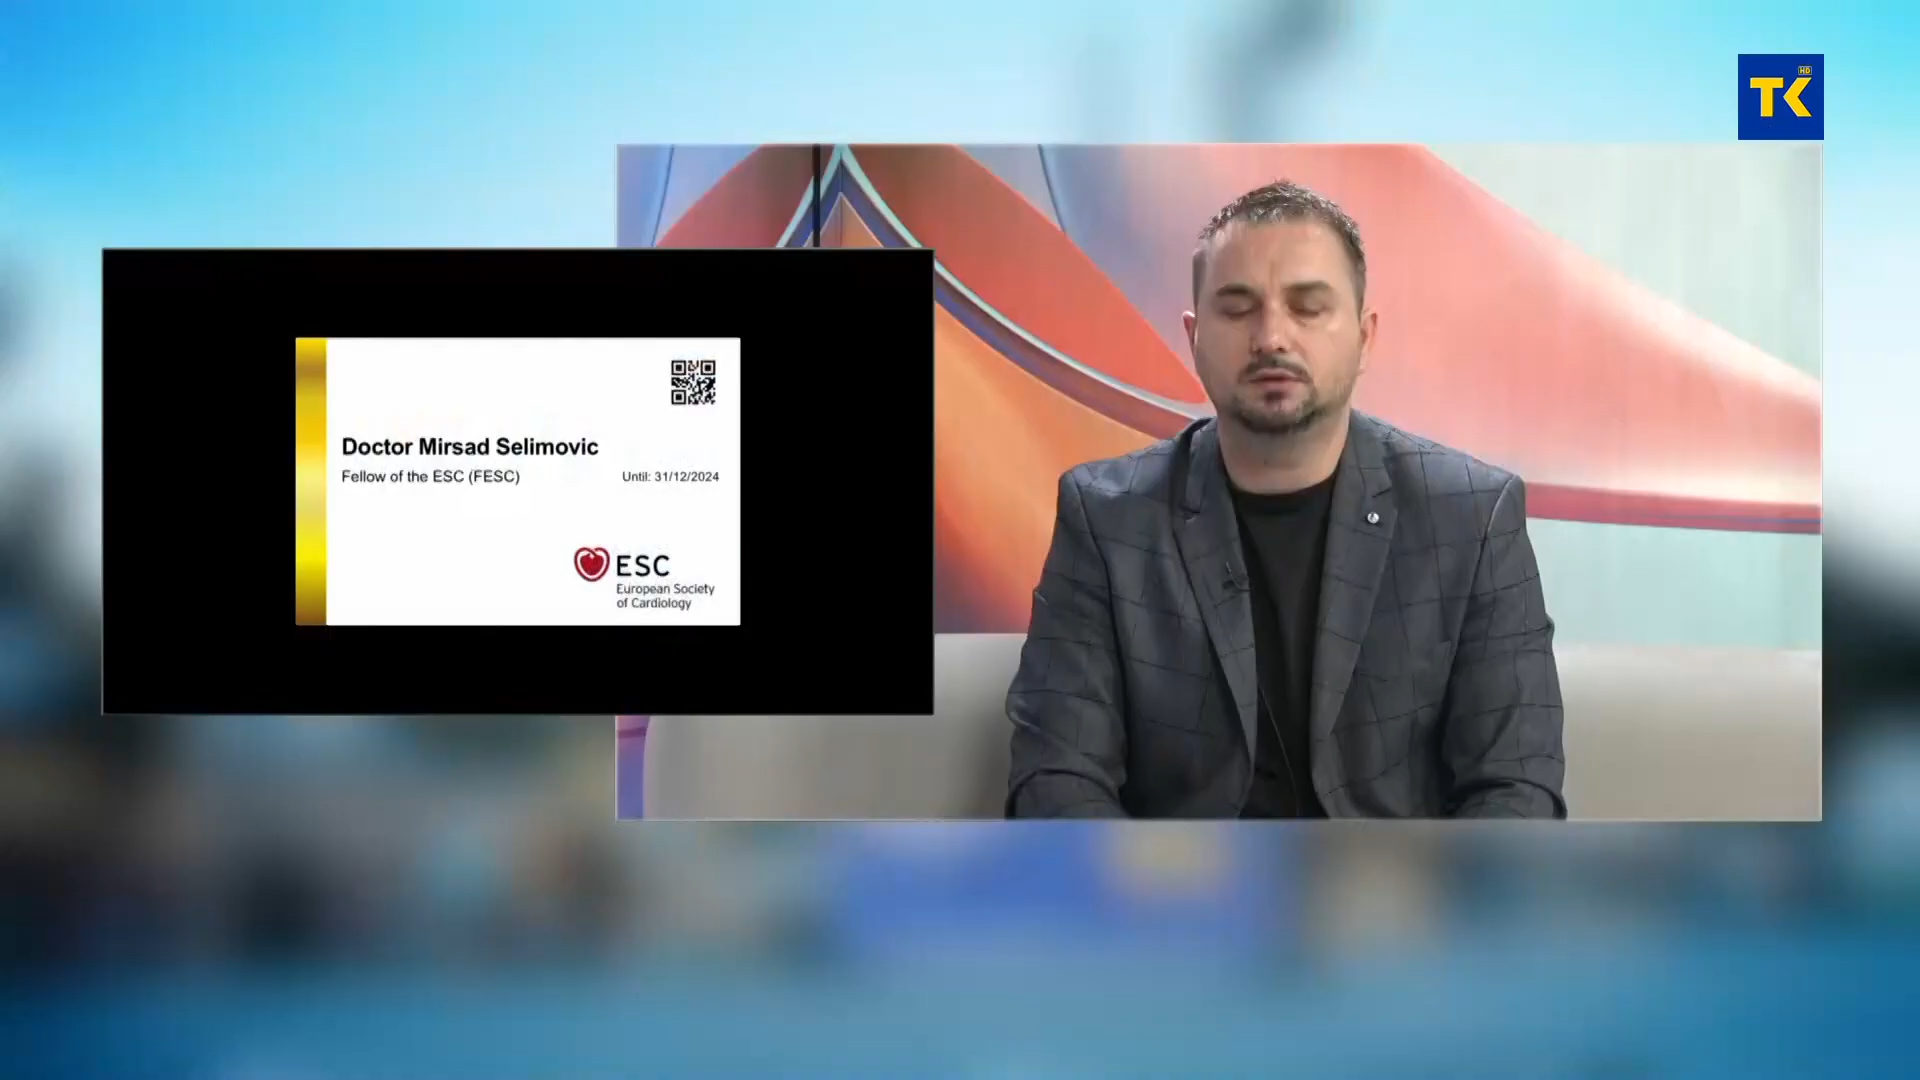 TK
HD
Doctor Mirsad Selimovic
Fellow of the ESC (FESC)
Until: 31/12/2024
ESC
European Society
of Cardiology